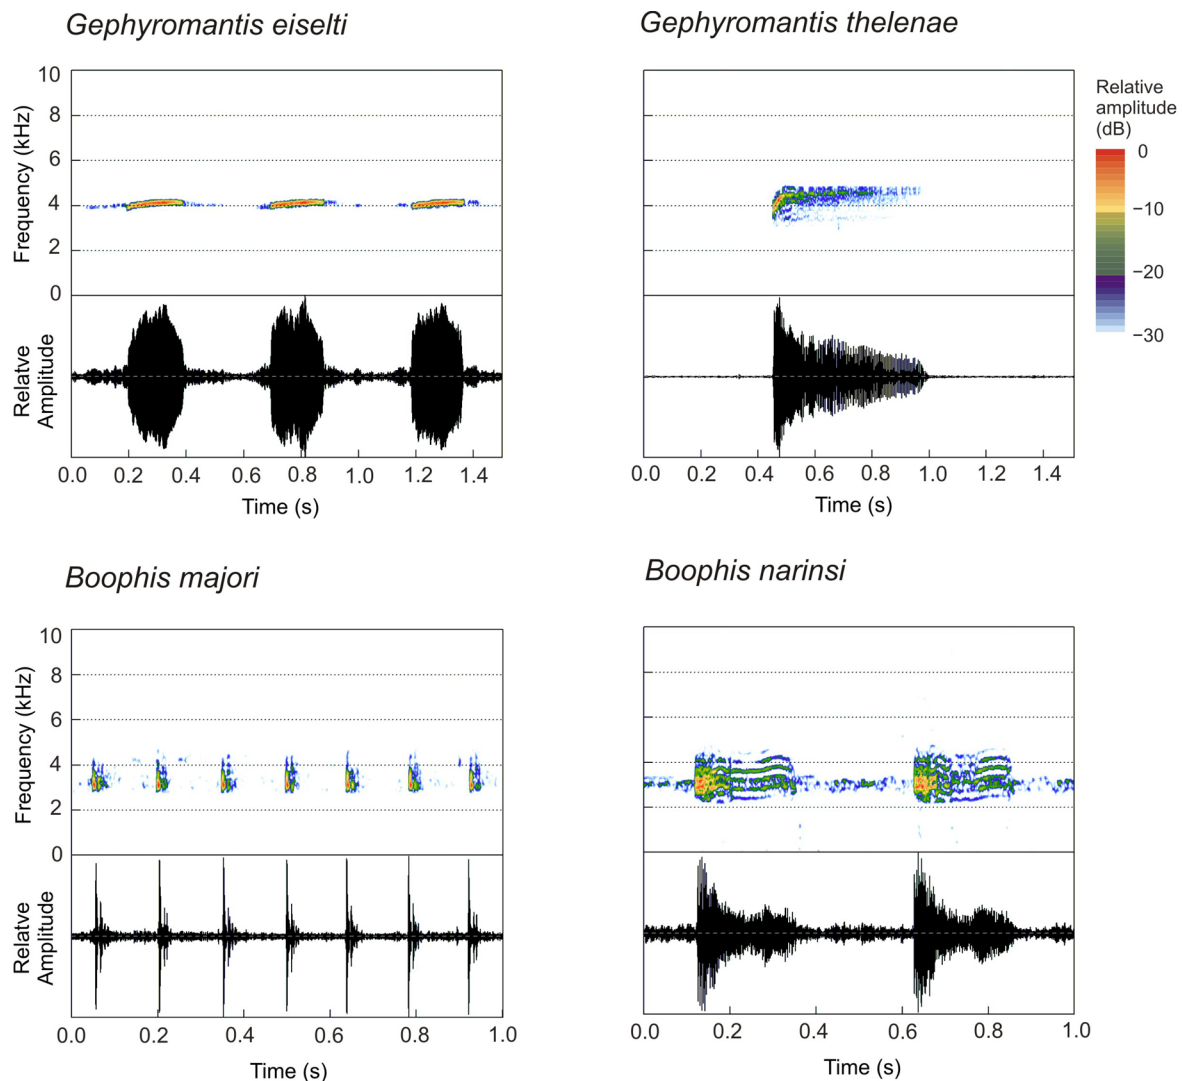 Gephyromantis eiselti
Gephyromantis thelenae
10
8
6
4
2
0
Frequency (kHz)
Relatve
Amplitude
0.0 0.2 0.4 0.6 0.8 1.0 1.2 1.4
Time (s)
0.0 0.2 0.4 0.6 0.8 1.0 1.2 1.4
Time (s)
Relative
amplitude
(dB)
0
−10
−20
−30
Boophis majori
Boophis narinsi
10
8
6
4
2
0
Frequency (kHz)
Relatve
Amplitude
0.0 0.2 0.4 0.6 0.8 1.0
Time (s)
0.0 0.2 0.4 0.6 0.8 1.0
Time (s)